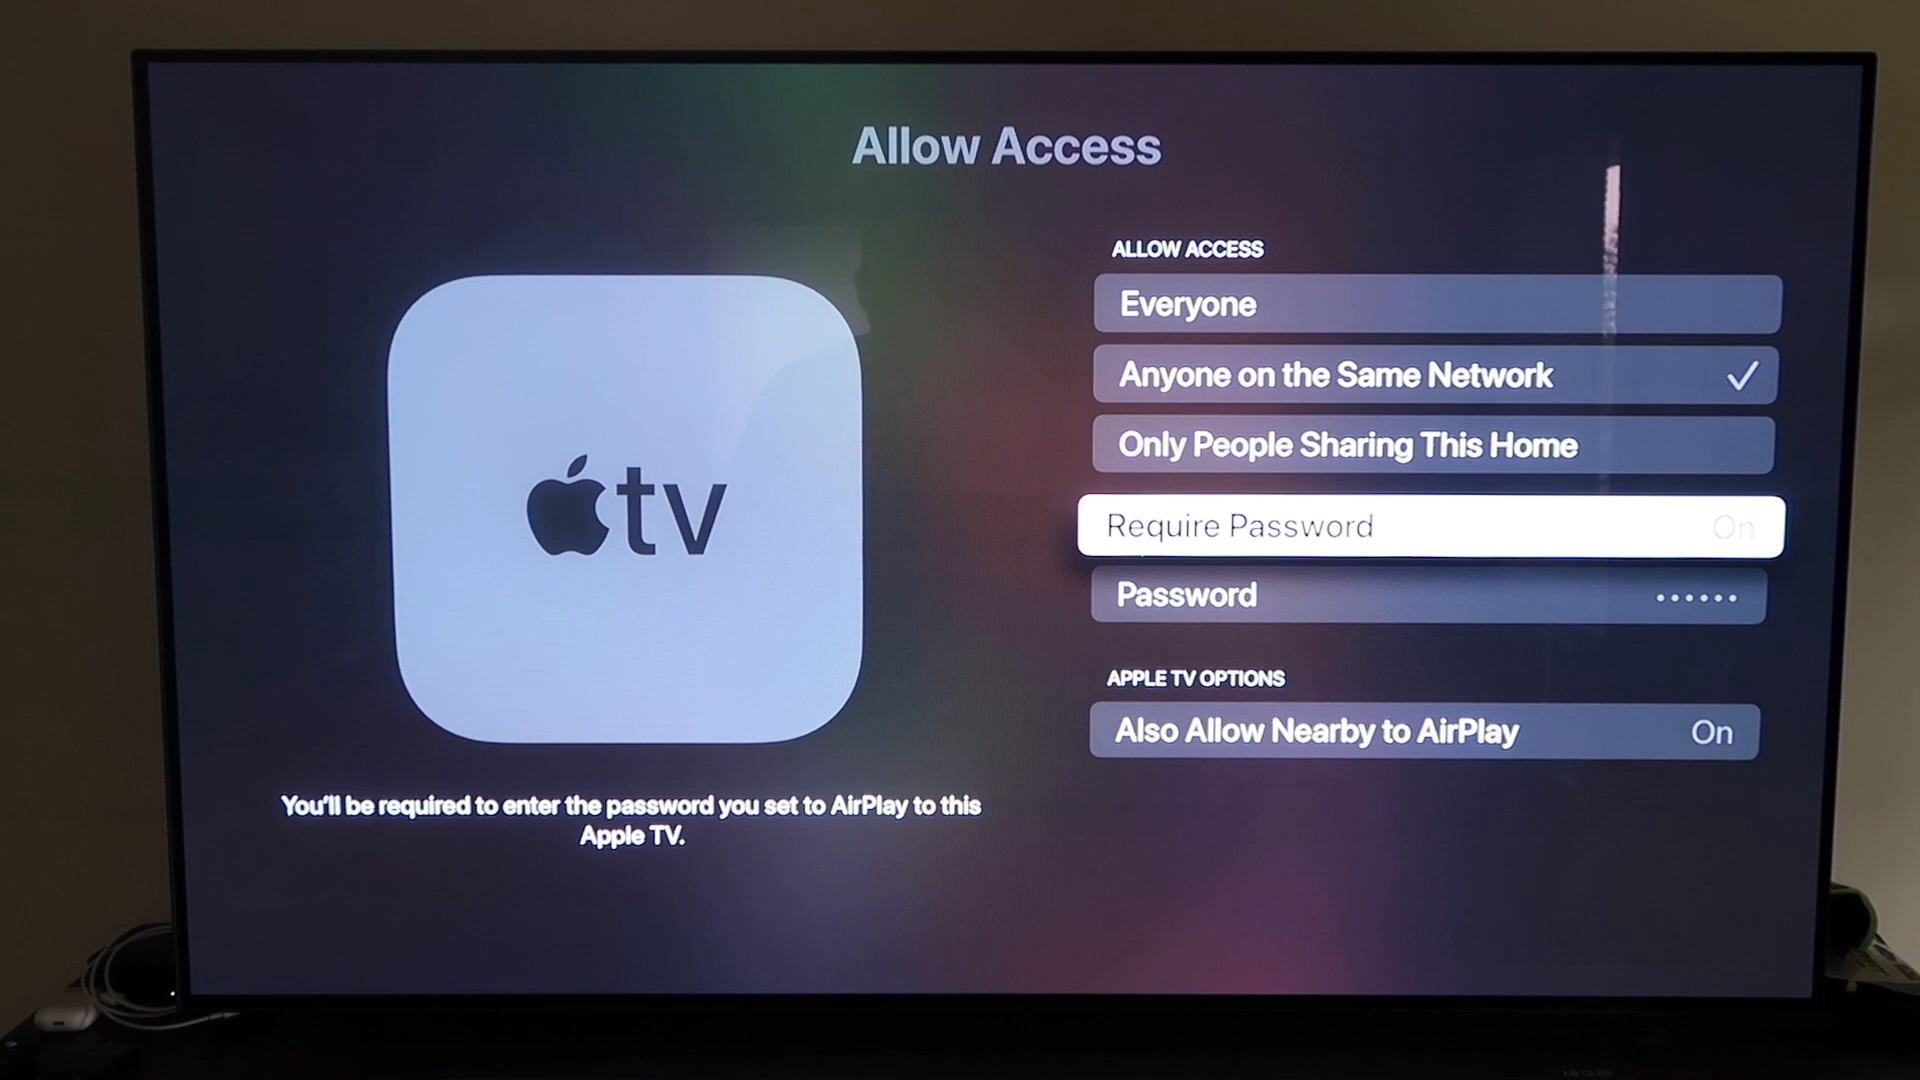 Allow Access
tv
You'll be required to enter the password you set to AirPlay to this
Apple TV.
ALLOW ACCESS
Everyone
Anyone on the Same Network
Only People Sharing This Home
Require Password On
Password ······
APPLE TV OPTIONS
Also Allow Nearby to AirPlay On
LG OLED